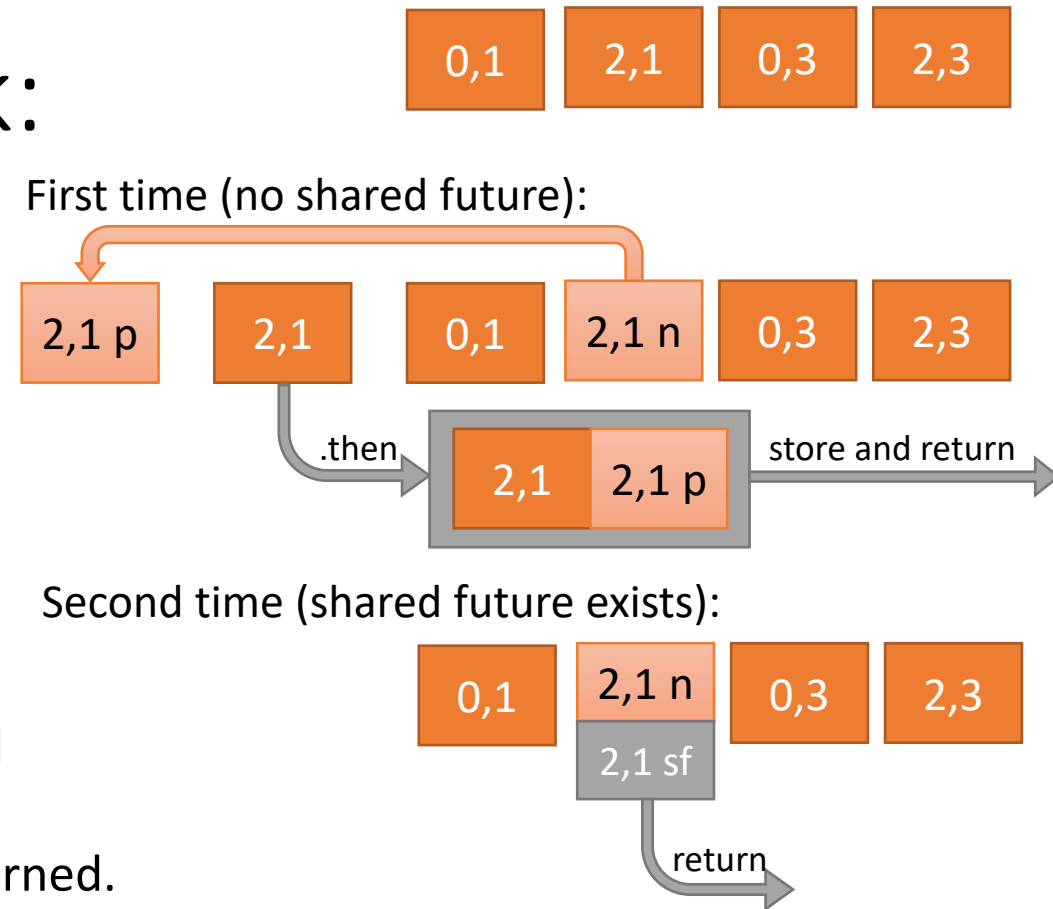 0,1 2,1 0,3 2,3
k:
First time (no shared future):
2,1 p 2,1 0,1 2,1 n 0,3 2,3
.then
2,1 2,1 p
store and return
Second time (shared future exists):
0,1 2,1 n 0,3 2,3
2,1 sf
return
rned.